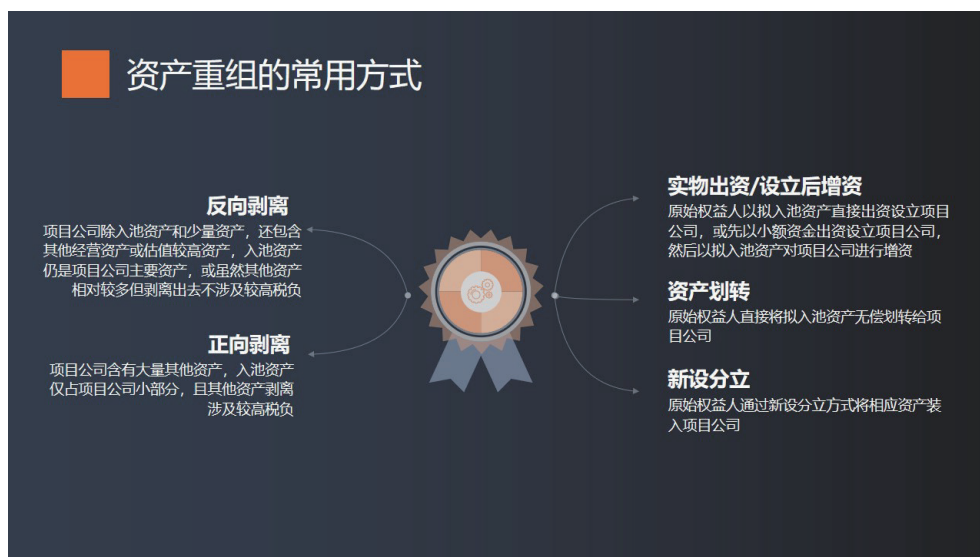 资产重组的常用方式
反向剥离
项目公司除入池资产和少量资产，还包含
其他经营资产或估值较高资产，入池资产
仍是项目公司主要资产，或虽然其他资产
相对较多但剥离出去不涉及较高税负
正向剥离
项目公司含有大量其他资产，入池资产
仅占项目公司小部分，且其他资产剥离
涉及较高税负
实物出资/设立后增资
原始权益人以拟入池资产直接出资设立项目
公司，或先以小额资金出资设立项目公司，
然后以拟入池资产对项目公司进行增资
资产划转
原始权益人直接将拟入池资产无偿划转给项
目公司
新设分立
原始权益人通过新设分立方式将相应资产装
入项目公司